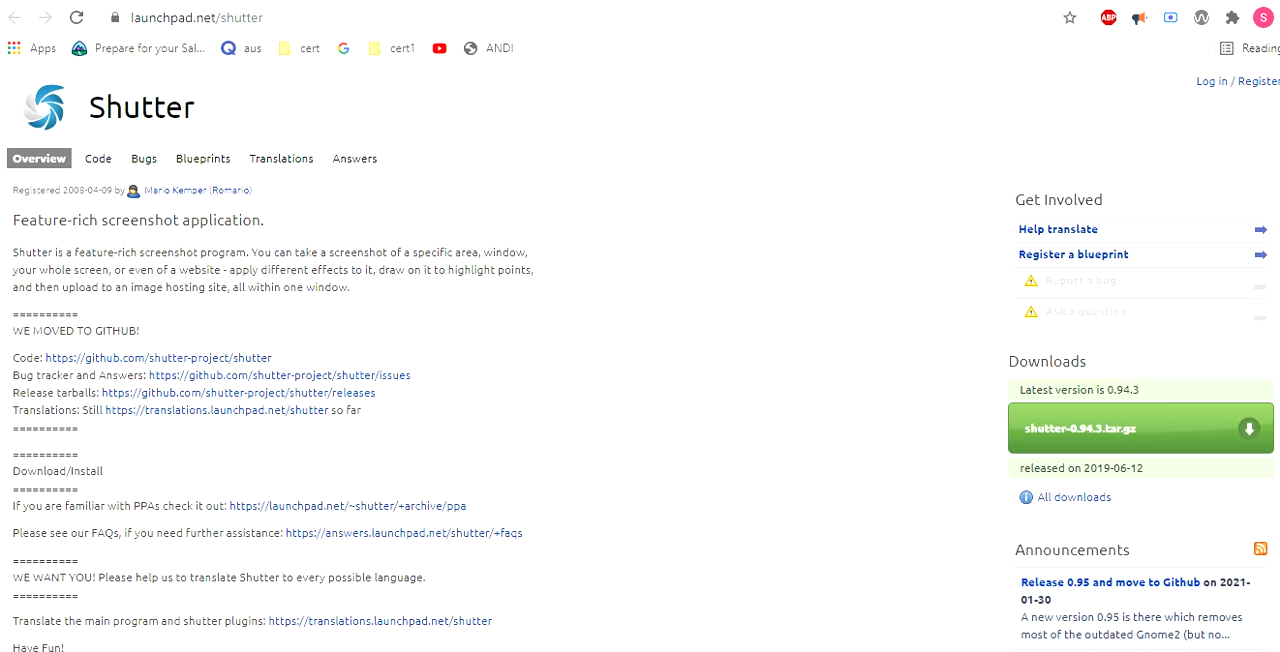 launchpad.net/shutter
ABP
S
Apps
Prepare for your Sal...
aus
cert
cert1
ANDI
Reading
Log in / Register
Shutter
Overview
Code
Bugs
Blueprints
Translations
Answers
Registered 2008-04-09 by Mario Kemper (Romario)
Feature-rich screenshot application.
Shutter is a feature-rich screenshot program. You can take a screenshot of a specific area, window,
your whole screen, or even of a website - apply different effects to it, draw on it to highlight points,
and then upload to an image hosting site, all within one window.
==========
WE MOVED TO GITHUB!
Code: https://github.com/shutter-project/shutter
Bug tracker and Answers: https://github.com/shutter-project/shutter/issues
Release tarballs: https://github.com/shutter-project/shutter/releases
Translations: Still https://translations.launchpad.net/shutter so far
==========
==========
Download/Install
==========
If you are familiar with PPAs check it out: https://launchpad.net/~shutter/+archive/ppa
Please see our FAQs, if you need further assistance: https://answers.launchpad.net/shutter/+faqs
==========
WE WANT YOU! Please help us to translate Shutter to every possible language.
==========
Translate the main program and shutter plugins: https://translations.launchpad.net/shutter
Have Fun!
Get Involved
Help translate
Register a blueprint
Report a bug
Ask a question
Downloads
Latest version is 0.94.3
shutter-0.94.3.tar.gz
released on 2019-06-12
All downloads
Announcements
Release 0.95 and move to Github on 2021-
01-30
A new version 0.95 is there which removes
most of the outdated Gnome2 (but no...